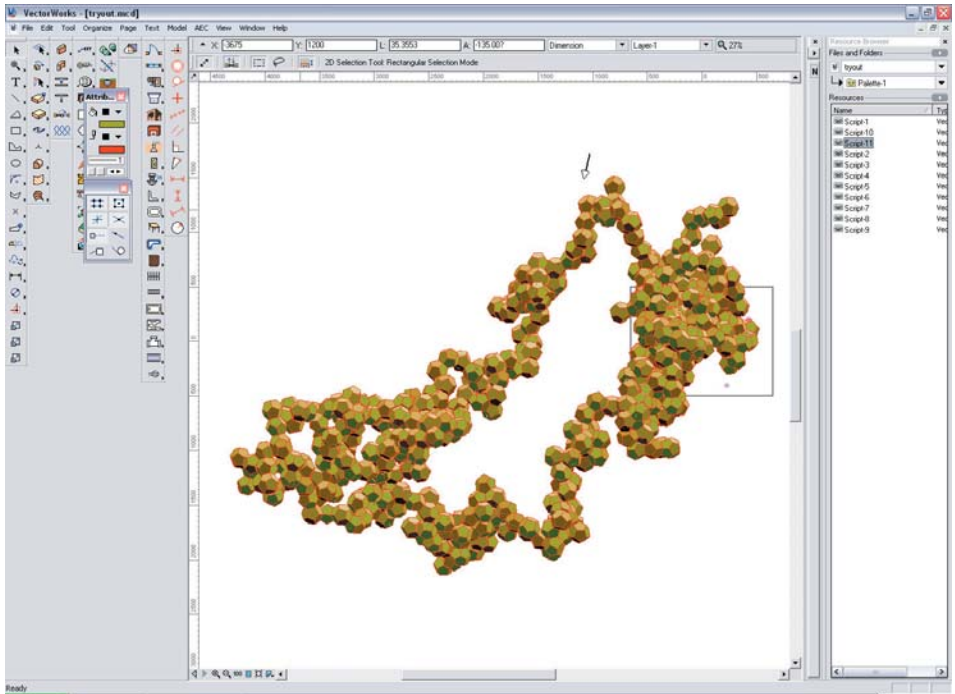 VectorWorks - [tryout.mcd]
File Edit Tool Organize Page Text Model AEC View Window Help
X: -3675 Y: 1200 L: 35.3553 A: -135.00? Dimension Layer-1 27%
2D Selection Tool: Rectangular Selection Mode
Resource Browser
Files and Folders
tryout
Palette-1
Resources
Name
Script-1
Script-10
Script-11
Script-2
Script-3
Script-4
Script-5
Script-6
Script-7
Script-8
Script-9
Attrib...
1
N
Ready